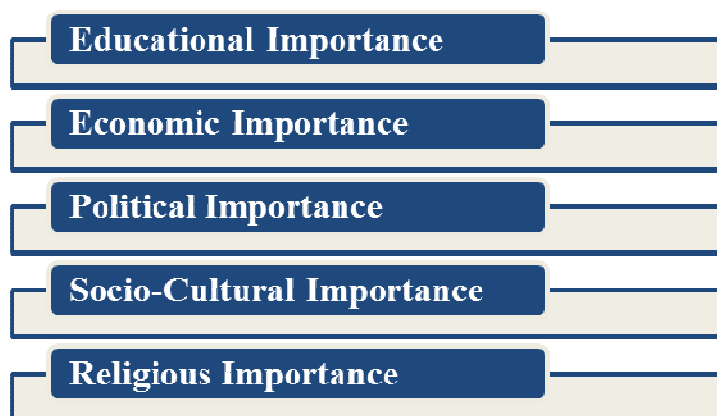 Educational Importance
Economic Importance
Political Importance
Socio-Cultural Importance
Religious Importance